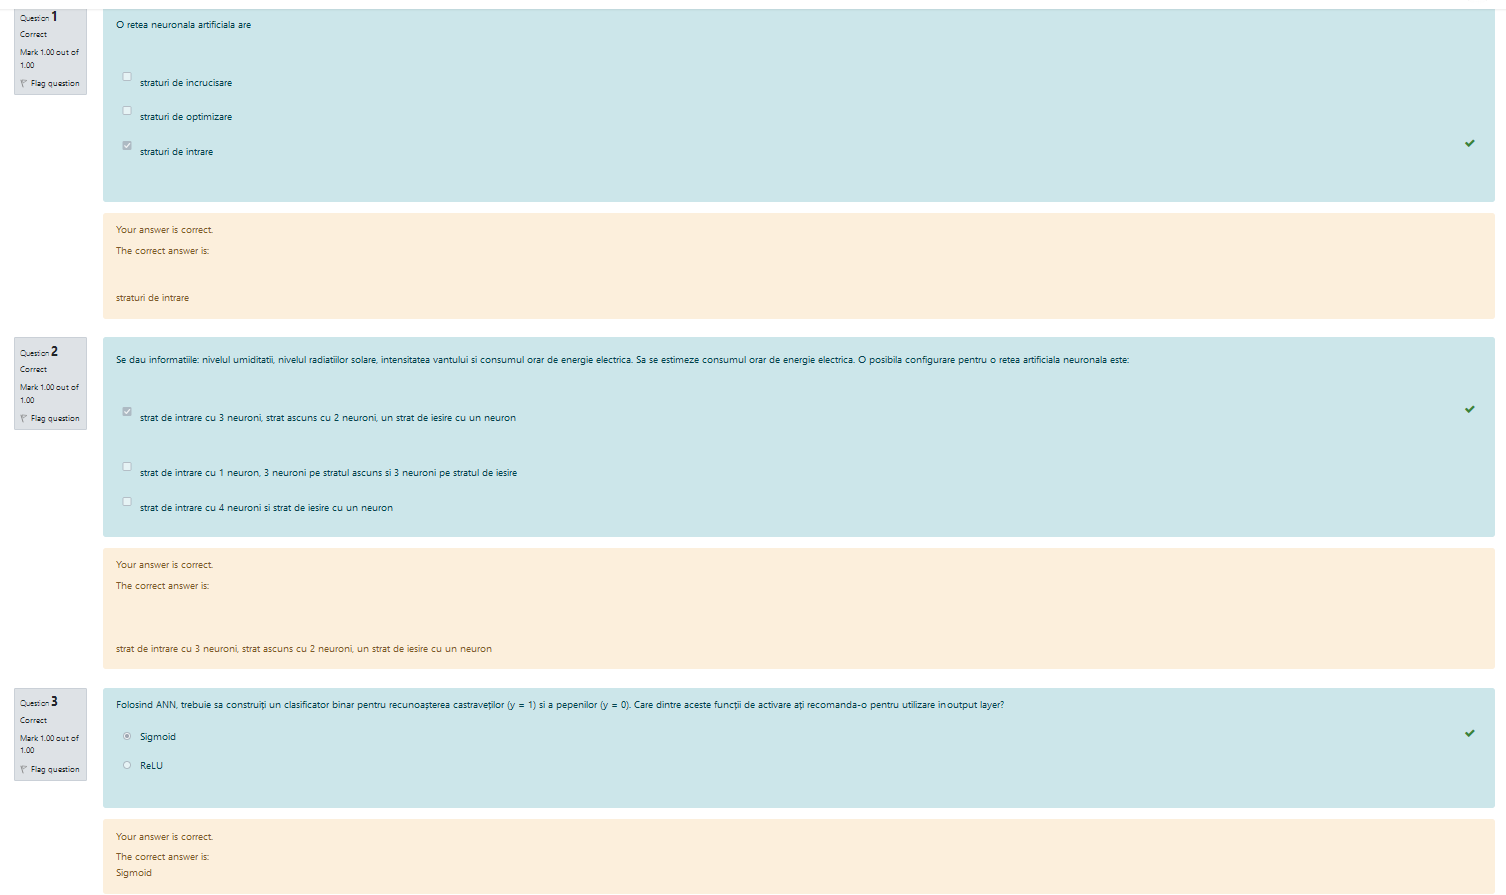 Question 1
Correct
Mark 1.00 out of
1.00
Flag question
O retea neuronala artificiala are
straturi de incrucisare
straturi de optimizare
straturi de intrare
Your answer is correct.
The correct answer is:
straturi de intrare
Question 2
Correct
Mark 1.00 out of
1.00
Flag question
Se dau informatiile: nivelul umiditatii, nivelul radiatiilor solare, intensitatea vantului si consumul orar de energie electrica. Sa se estimeze consumul orar de energie electrica. O posibila configurare pentru o retea artificiala neuronala este:
strat de intrare cu 3 neuroni, strat ascuns cu 2 neuroni, un strat de iesire cu un neuron
strat de intrare cu 1 neuron, 3 neuroni pe stratul ascuns si 3 neuroni pe stratul de iesire
strat de intrare cu 4 neuroni si strat de iesire cu un neuron
Your answer is correct.
The correct answer is:
strat de intrare cu 3 neuroni, strat ascuns cu 2 neuroni, un strat de iesire cu un neuron
Question 3
Correct
Mark 1.00 out of
1.00
Flag question
Folosind ANN, trebuie sa construiți un clasificator binar pentru recunoașterea castraveților (y = 1) si a pepenilor (y = 0). Care dintre aceste funcții de activare ați recomanda-o pentru utilizare in output layer?
Sigmoid
ReLU
Your answer is correct.
The correct answer is:
Sigmoid